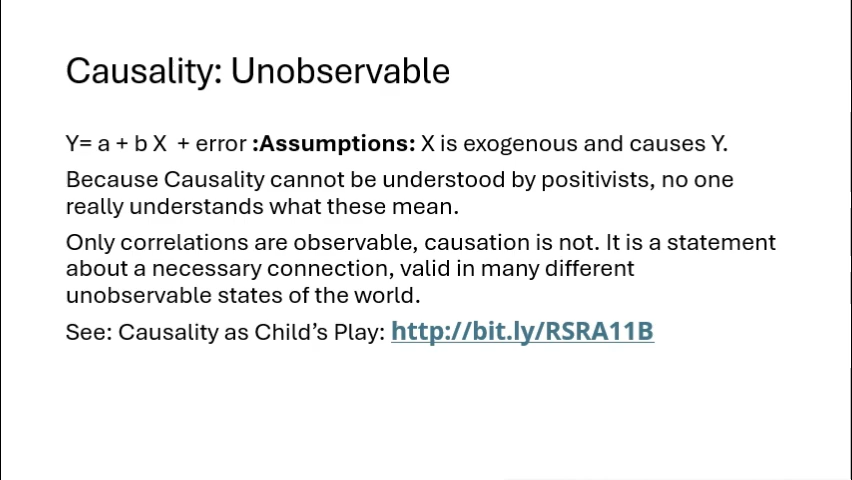 Causality: Unobservable
Y= a + b X  + error :Assumptions: X is exogenous and causes Y.
Because Causality cannot be understood by positivists, no one
really understands what these mean.
Only correlations are observable, causation is not. It is a statement
about a necessary connection, valid in many different
unobservable states of the world.
See: Causality as Child’s Play: http://bit.ly/RSRA11B